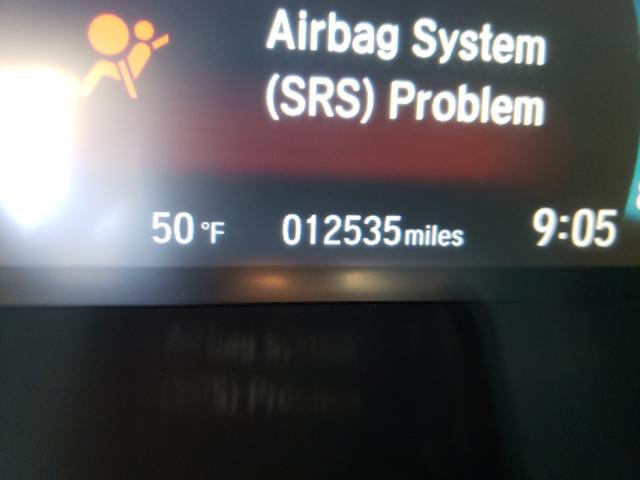 Airbag System
(SRS) Problem
50 °F 012535 miles 9:05